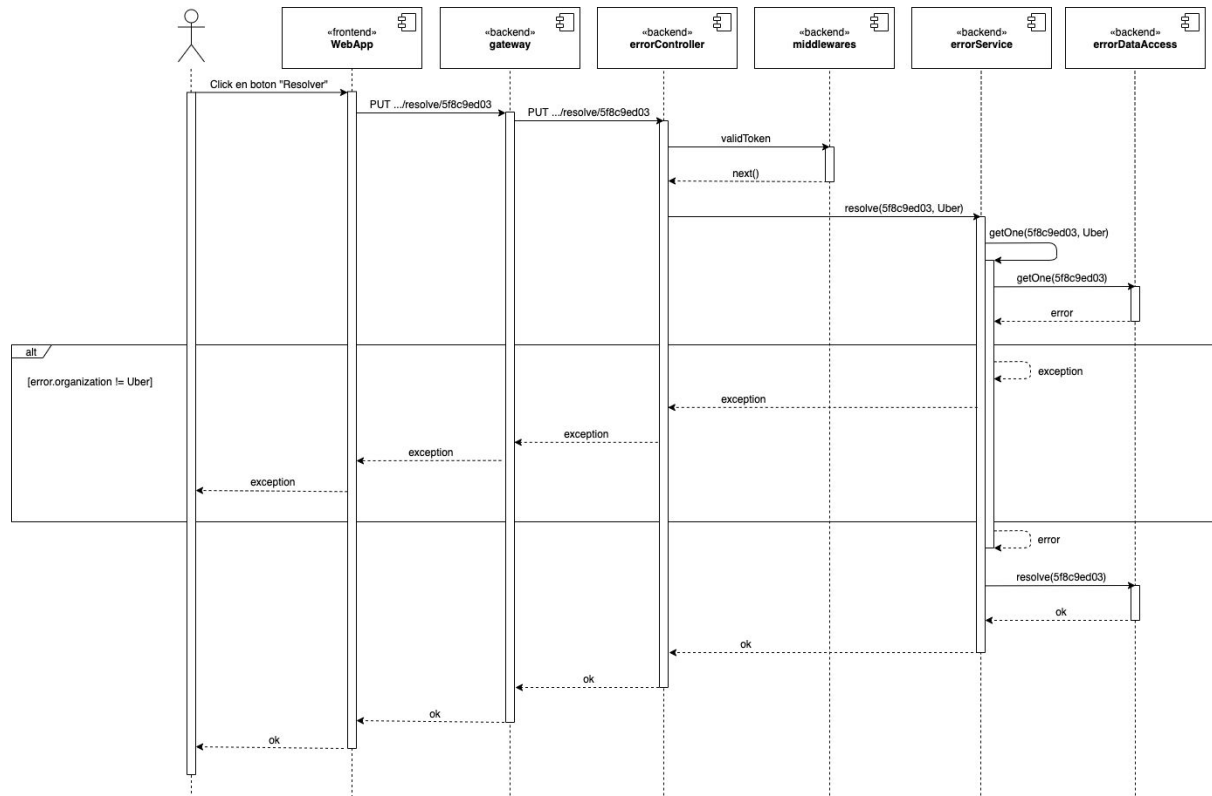 «frontend»
WebApp
«backend»
gateway
«backend»
errorController
«backend»
middlewares
«backend»
errorService
«backend»
errorDataAccess
Click en boton "Resolver"
PUT .../resolve/5f8c9ed03
PUT .../resolve/5f8c9ed03
validToken
next()
resolve(5f8c9ed03, Uber)
getOne(5f8c9ed03, Uber)
getOne(5f8c9ed03)
error
alt
[error.organization != Uber]
exception
exception
exception
exception
exception
error
resolve(5f8c9ed03)
ok
ok
ok
ok
ok